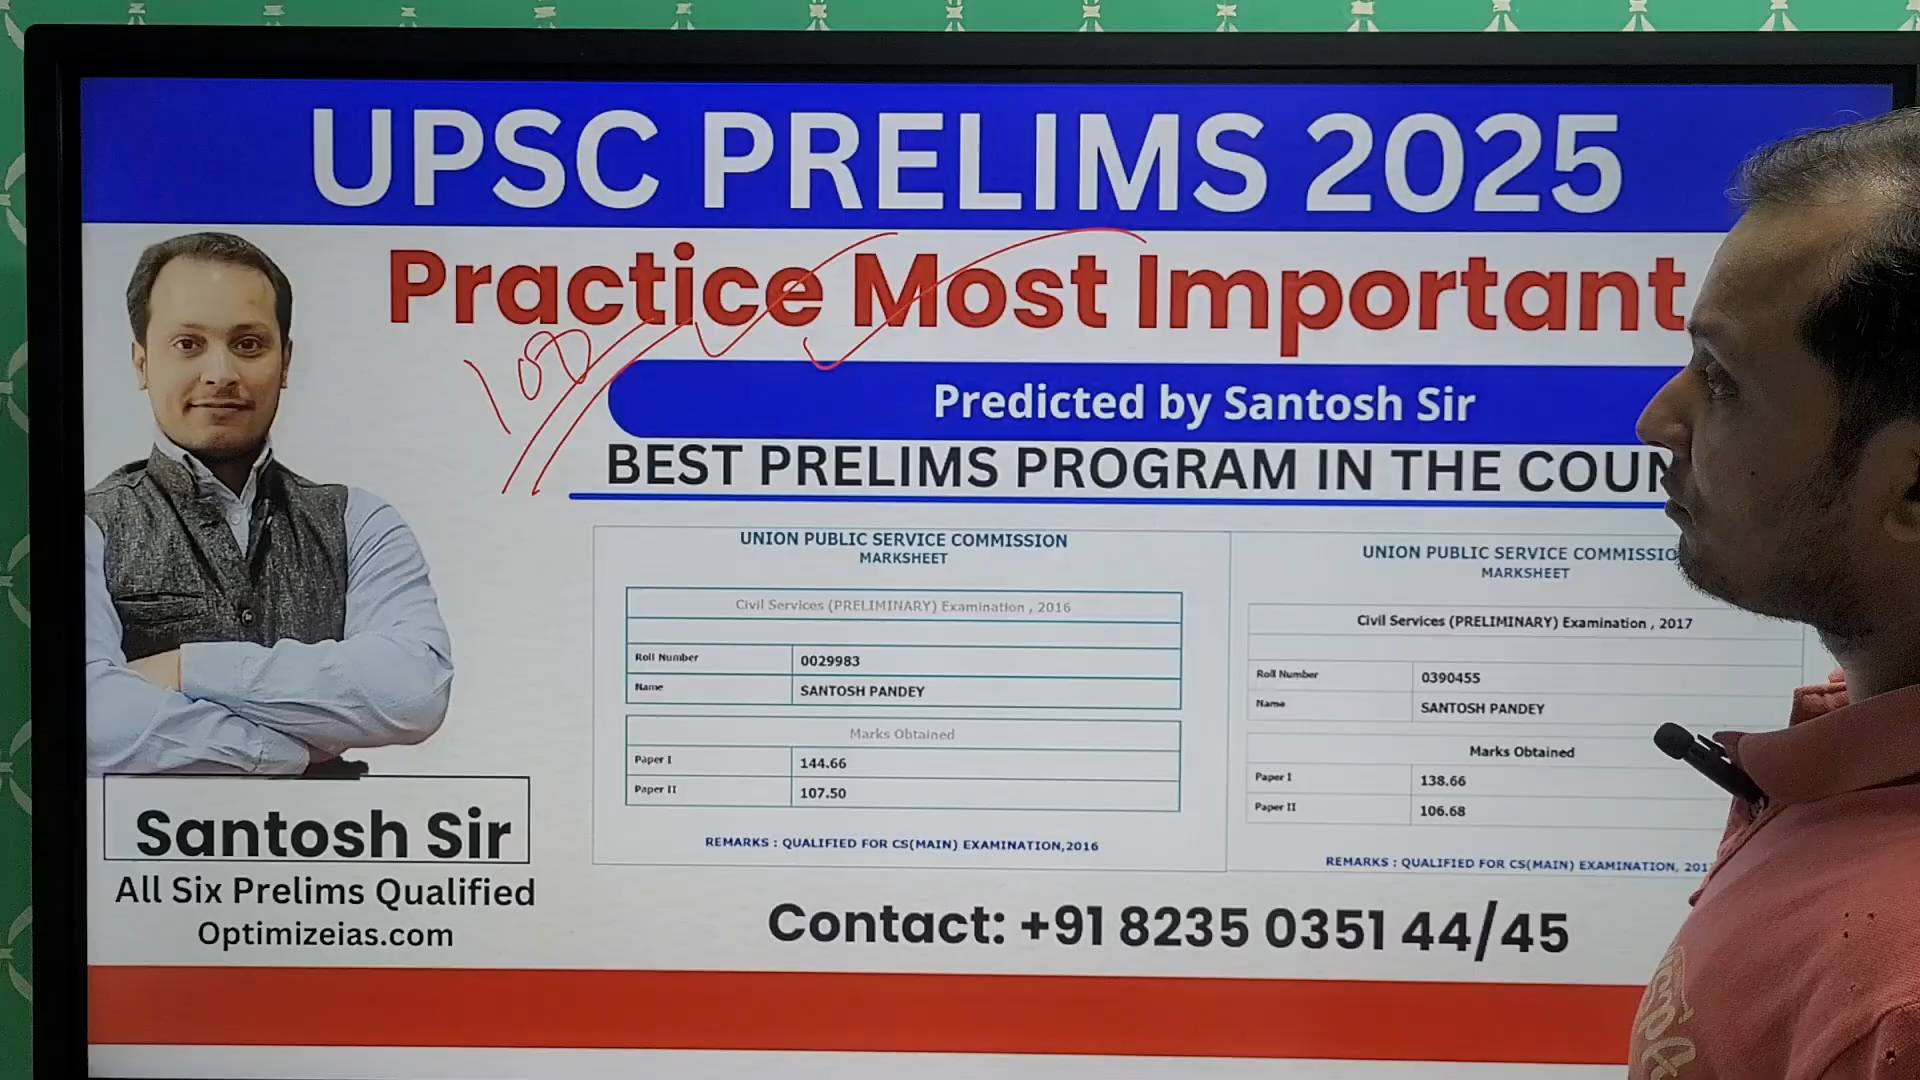 UPSC PRELIMS 2025
Practice Most Important
100
Predicted by Santosh Sir
BEST PRELIMS PROGRAM IN THE COUN
UNION PUBLIC SERVICE COMMISSION
MARKSHEET
Civil Services (PRELIMINARY) Examination , 2016
Roll Number 0029983
Name SANTOSH PANDEY
Marks Obtained
Paper I 144.66
Paper II 107.50
REMARKS : QUALIFIED FOR CS(MAIN) EXAMINATION,2016
UNION PUBLIC SERVICE COMMISSIO
MARKSHEET
Civil Services (PRELIMINARY) Examination , 2017
Roll Number 0390455
Name SANTOSH PANDEY
Marks Obtained
Paper I 138.66
Paper II 106.68
REMARKS : QUALIFIED FOR CS(MAIN) EXAMINATION, 201
Santosh Sir
All Six Prelims Qualified
Optimizeias.com
Contact: +91 8235 0351 44/45